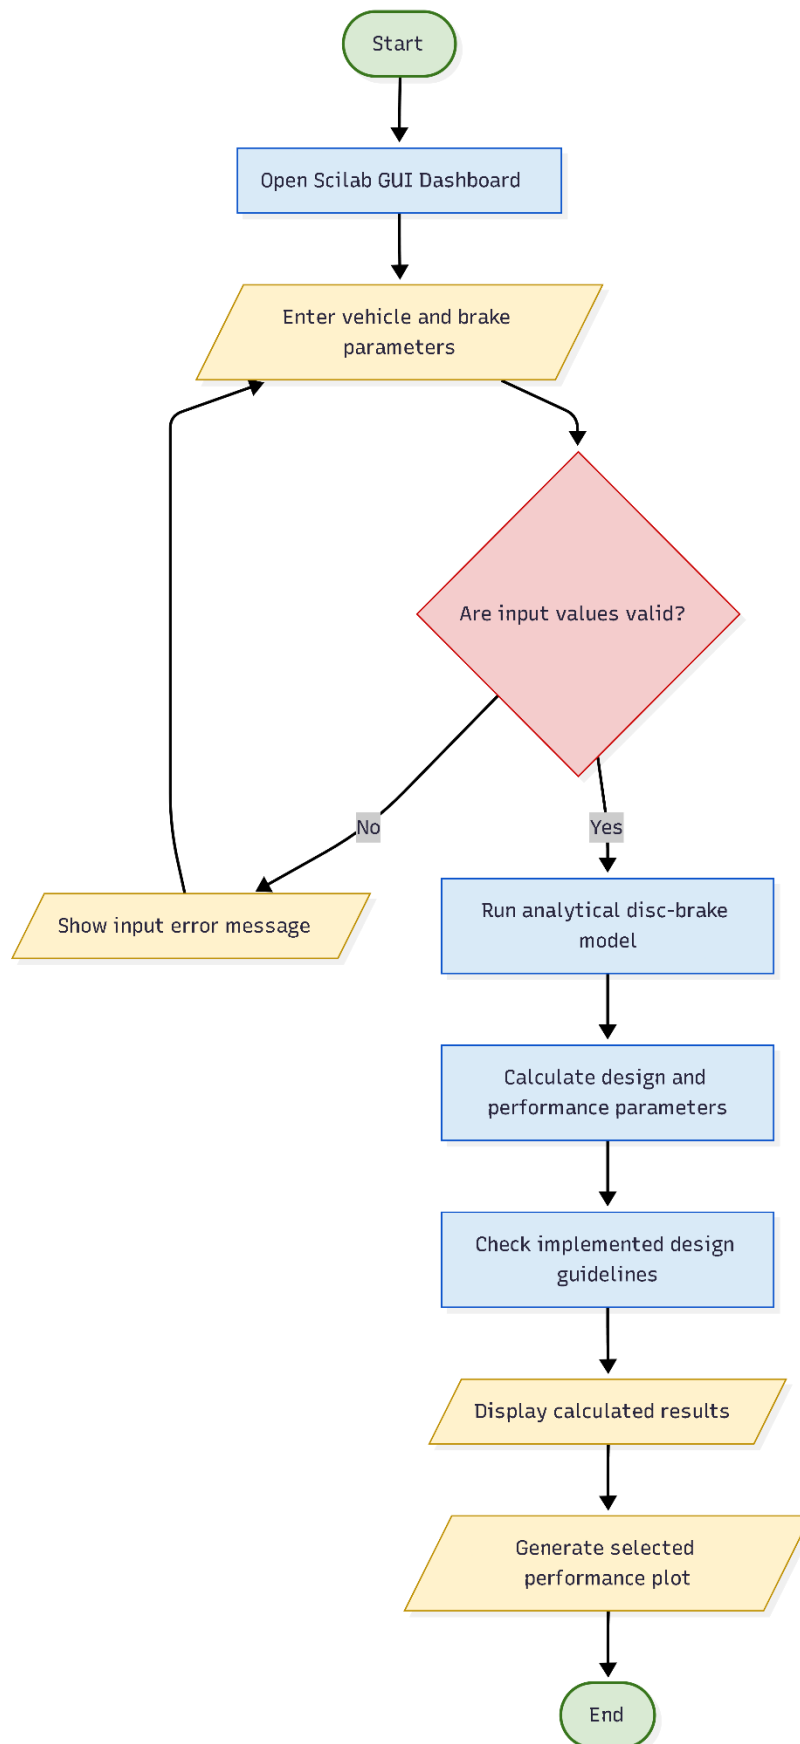 Start
Open Scilab GUI Dashboard
Enter vehicle and brake
parameters
Are input values valid?
No
Yes
Show input error message
Run analytical disc-brake
model
Calculate design and
performance parameters
Check implemented design
guidelines
Display calculated results
Generate selected
performance plot
End